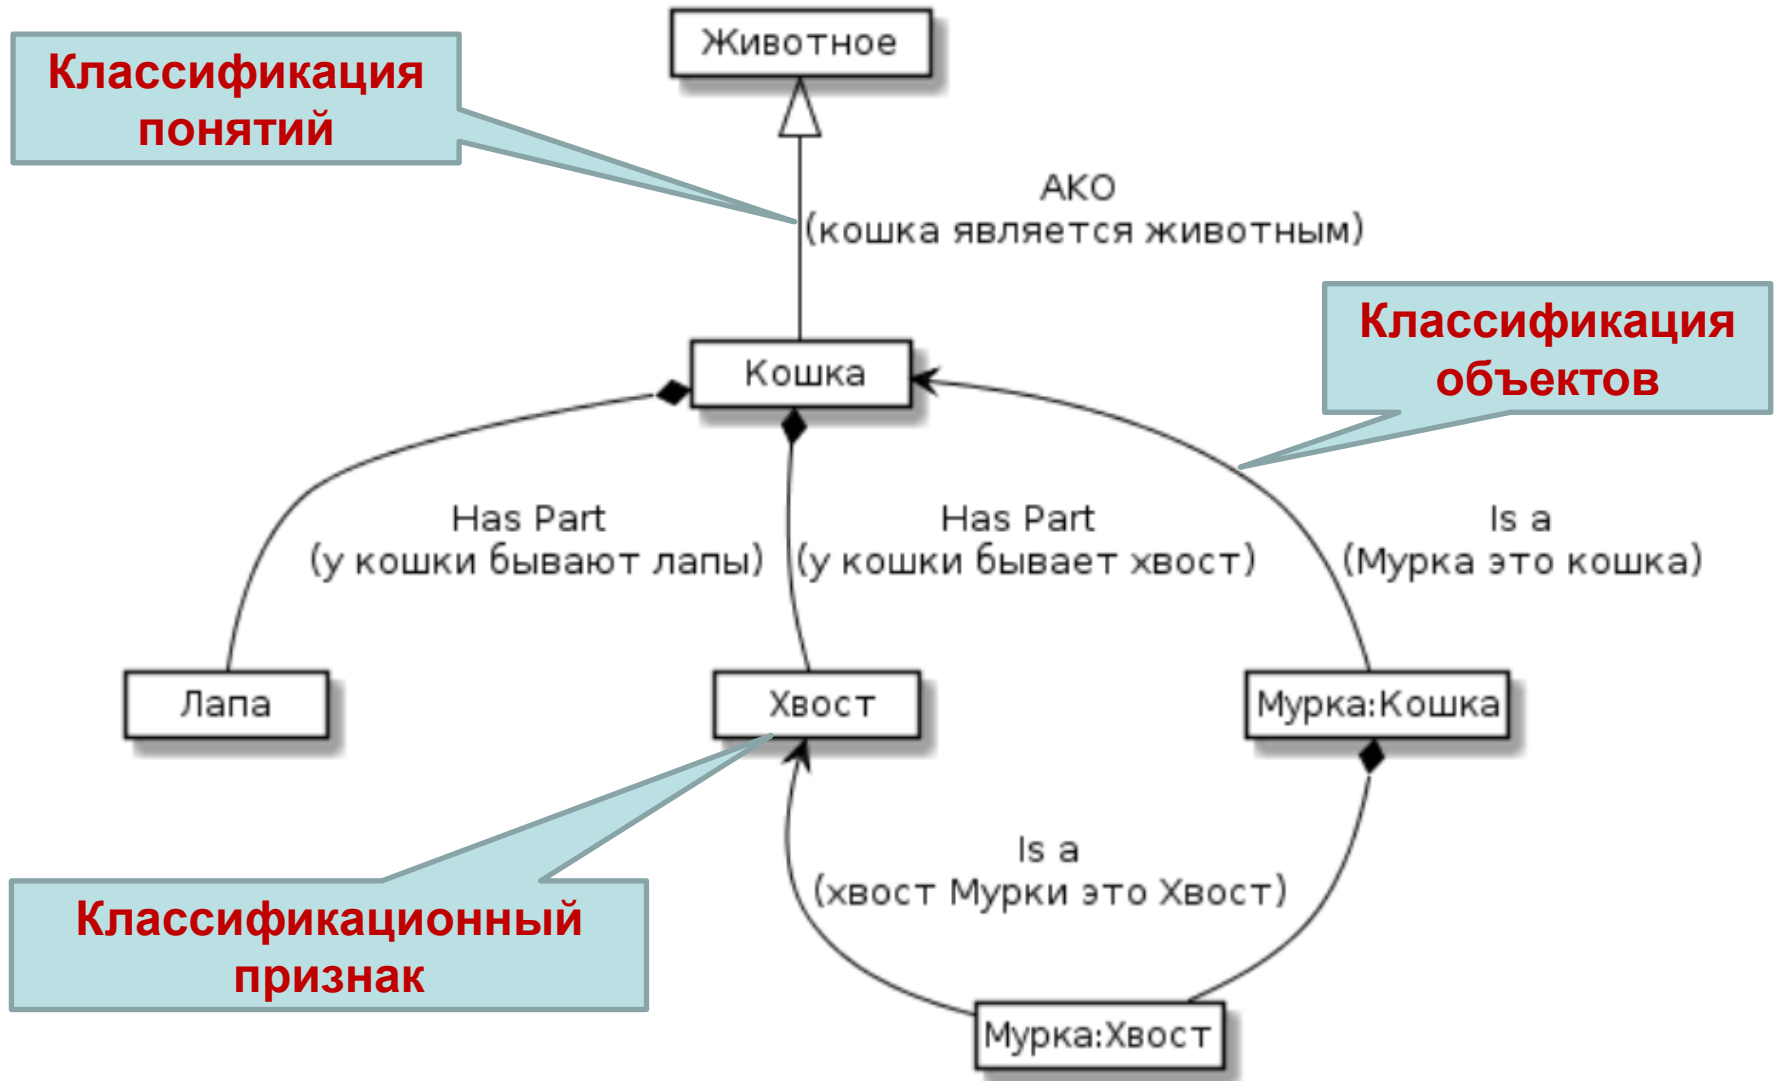 Животное
Классификация
понятий
AKO
(кошка является животным)
Классификация
объектов
Кошка
Has Part
(у кошки бывают лапы)
Has Part
(у кошки бывает хвост)
Is a
(Мурка это кошка)
Лапа
Хвост
Мурка:Кошка
Is a
(хвост Мурки это Хвост)
Классификационный
признак
Мурка:Хвост